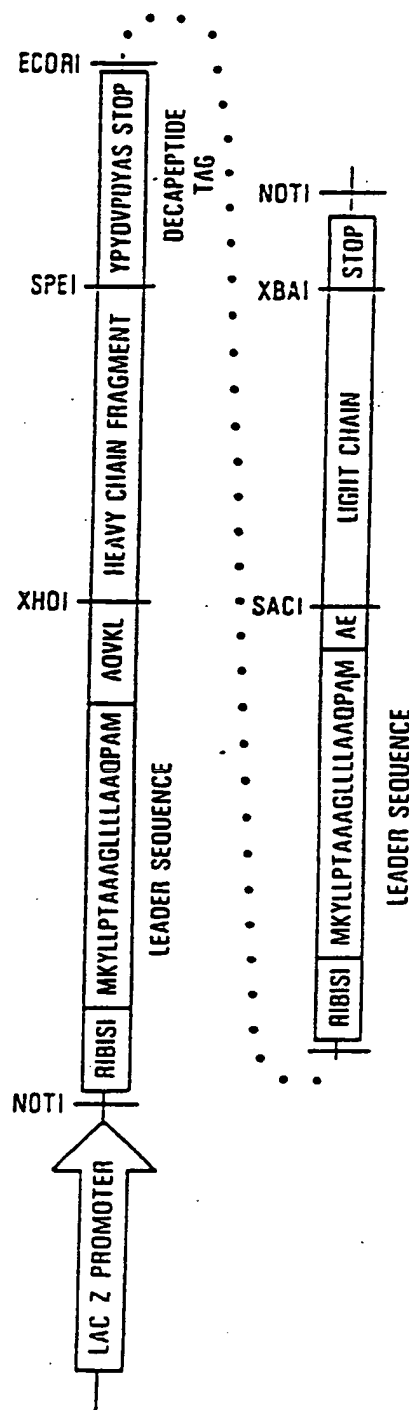 LAC Z PROMOTER
NOTI
RIBISI
MKYLLPTAAAGLLLLAAQPAM
LEADER SEQUENCE
AQVKL
XHOI
HEAVY CHAIN FRAGMENT
SPEI
YPYDVPDYAS STOP
DECAPEPTIDE
TAG
ECORI
RIBISI
MKYLLPTAAAGLLLLAAQPAM
LEADER SEQUENCE
AE
SACI
LIGHT CHAIN
XBAI
STOP
NOTI